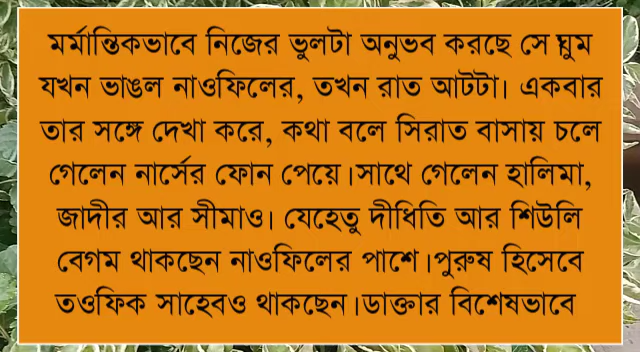 মর্মান্তিকভাবে নিজের ভুলটা অনুভব করছে সে ঘুম
যখন ভাঙল নাওফিলের, তখন রাত আটটা। একবার
তার সঙ্গে দেখা করে, কথা বলে সিরাত বাসায় চলে
গেলেন নার্সের ফোন পেয়ে।সাথে গেলেন হালিমা,
জাদীর আর সীমাও। যেহেতু দীধিতি আর শিউলি
বেগম থাকছেন নাওফিলের পাশে।পুরুষ হিসেবে
তওফিক সাহেবও থাকছেন।ডাক্তার বিশেষভাবে